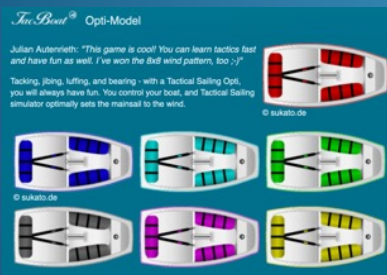 TacBoat ® Opti-Model
Julian Autenrieth: "This game is cool! You can learn tactics fast
and have fun as well. I´ve won the 8x8 wind pattern, too ;-)"
Tacking, jibing, luffing, and bearing - with a Tactical Sailing Opti,
you will always have fun. You control your boat, and Tactical Sailing
simulator optimally sets the mainsail to the wind.
© sukato.de
© sukato.de